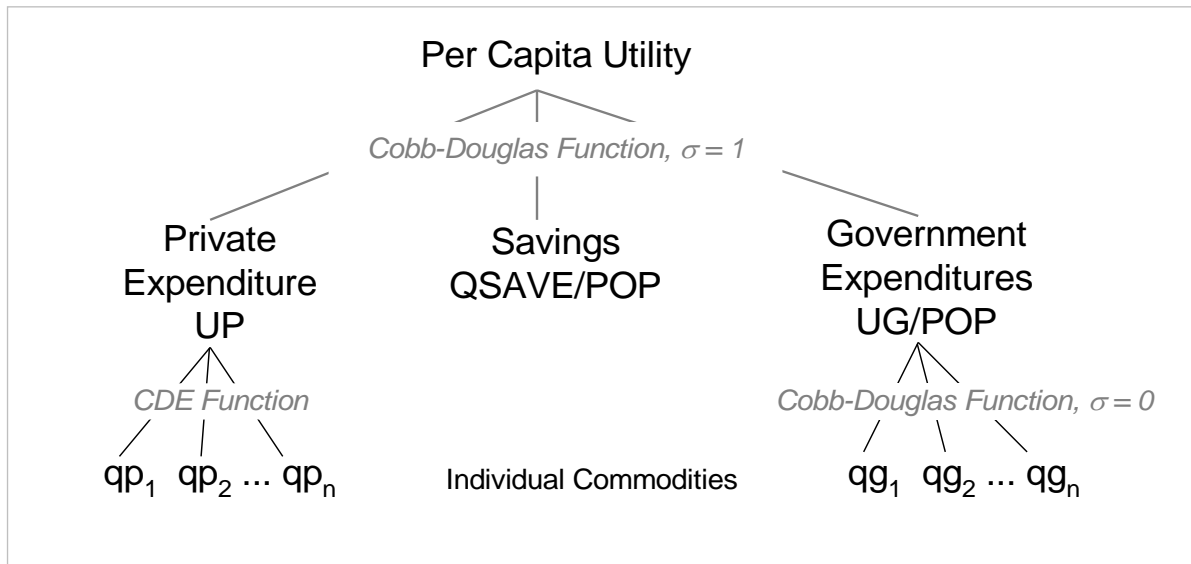 Per Capita Utility
Cobb-Douglas Function, σ = 1
Private
Expenditure
UP
Savings
QSAVE/POP
Government
Expenditures
UG/POP
CDE Function
Cobb-Douglas Function, σ = 0
qp₁ qp₂ ... qpₙ
Individual Commodities
qg₁ qg₂ ... qgₙ